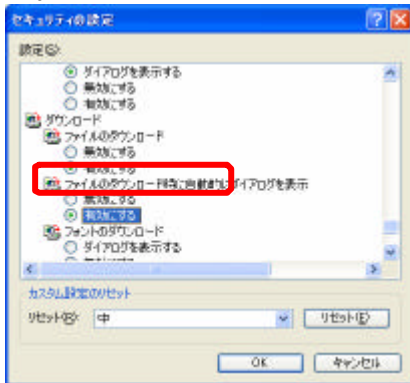 セキュリティの設定
設定(S):
ダイアログを表示する
無効にする
有効にする
ダウンロード
ファイルのダウンロード
無効にする
有効にする
ファイルのダウンロード時に自動的にダイアログを表示
無効にする
有効にする
フォントのダウンロード
ダイアログを表示する
カスタム設定のリセット
リセット(R): 中 リセット(E)
OK キャンセル